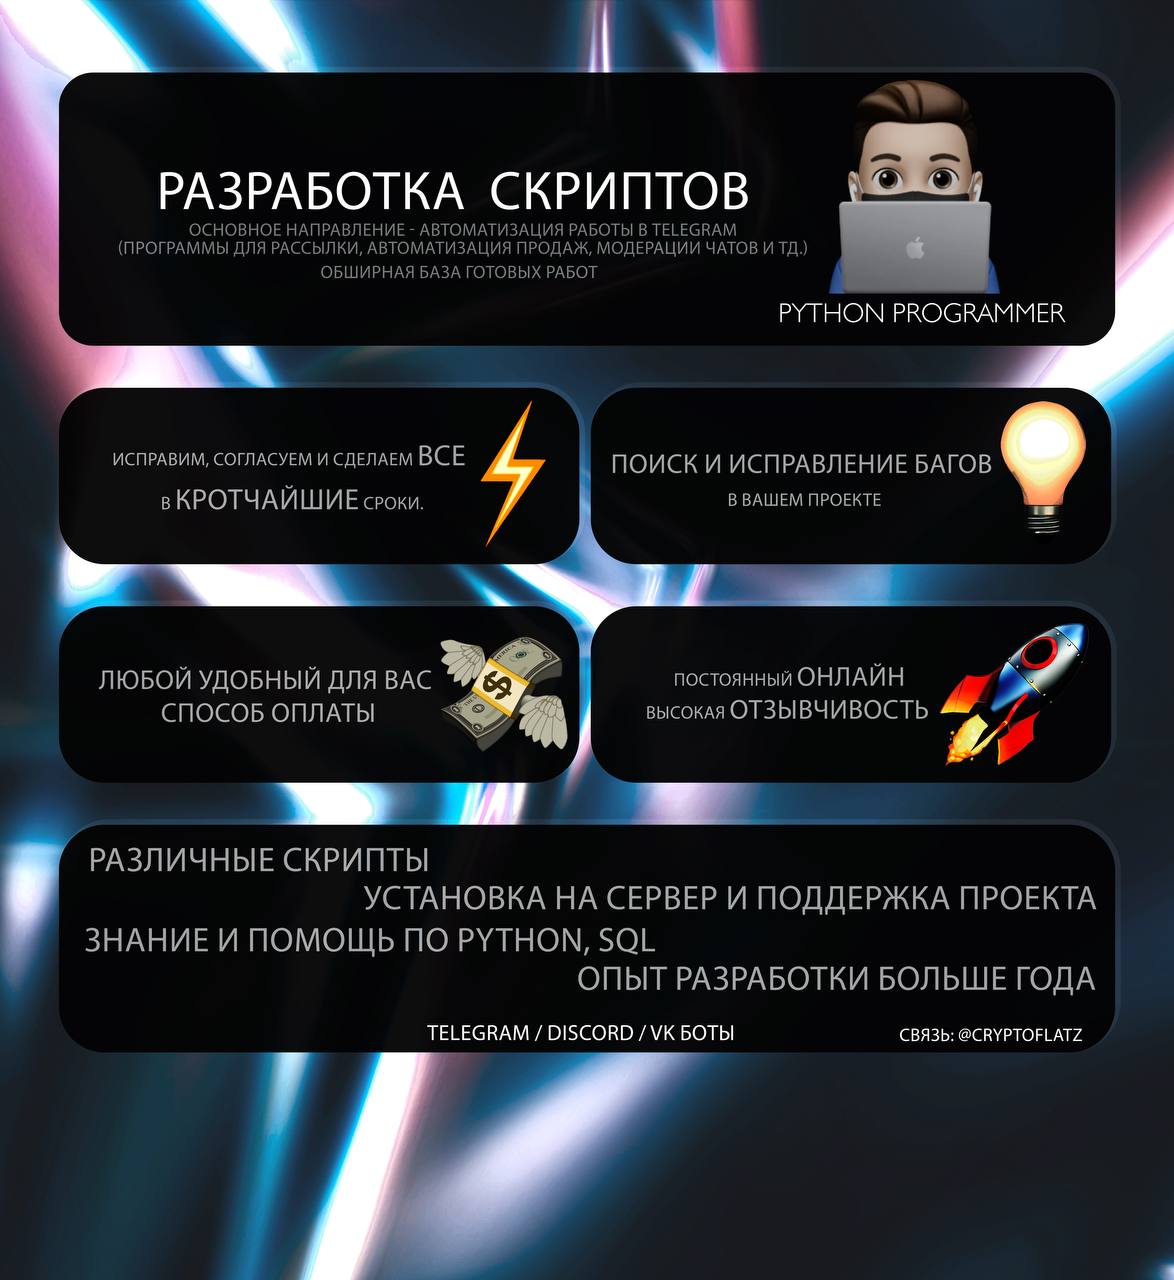 РАЗРАБОТКА СКРИПТОВ
ОСНОВНОЕ НАПРАВЛЕНИЕ - АВТОМАТИЗАЦИЯ РАБОТЫ В TELEGRAM
(ПРОГРАММЫ ДЛЯ РАССЫЛКИ, АВТОМАТИЗАЦИЯ ПРОДАЖ, МОДЕРАЦИИ ЧАТОВ И ТД.)
ОБШИРНАЯ БАЗА ГОТОВЫХ РАБОТ
PYTHON PROGRAMMER
ИСПРАВИМ, СОГЛАСУЕМ И СДЕЛАЕМ ВСЕ
В КРОТЧАЙШИЕ СРОКИ.
ПОИСК И ИСПРАВЛЕНИЕ БАГОВ
В ВАШЕМ ПРОЕКТЕ
ЛЮБОЙ УДОБНЫЙ ДЛЯ ВАС
СПОСОБ ОПЛАТЫ
ПОСТОЯННЫЙ ОНЛАЙН
ВЫСОКАЯ ОТЗЫВЧИВОСТЬ
РАЗЛИЧНЫЕ СКРИПТЫ
УСТАНОВКА НА СЕРВЕР И ПОДДЕРЖКА ПРОЕКТА
ЗНАНИЕ И ПОМОЩЬ ПО PYTHON, SQL
ОПЫТ РАЗРАБОТКИ БОЛЬШЕ ГОДА
TELEGRAM / DISCORD / VK БОТЫ
СВЯЗЬ: @CRYPTOFLATZ